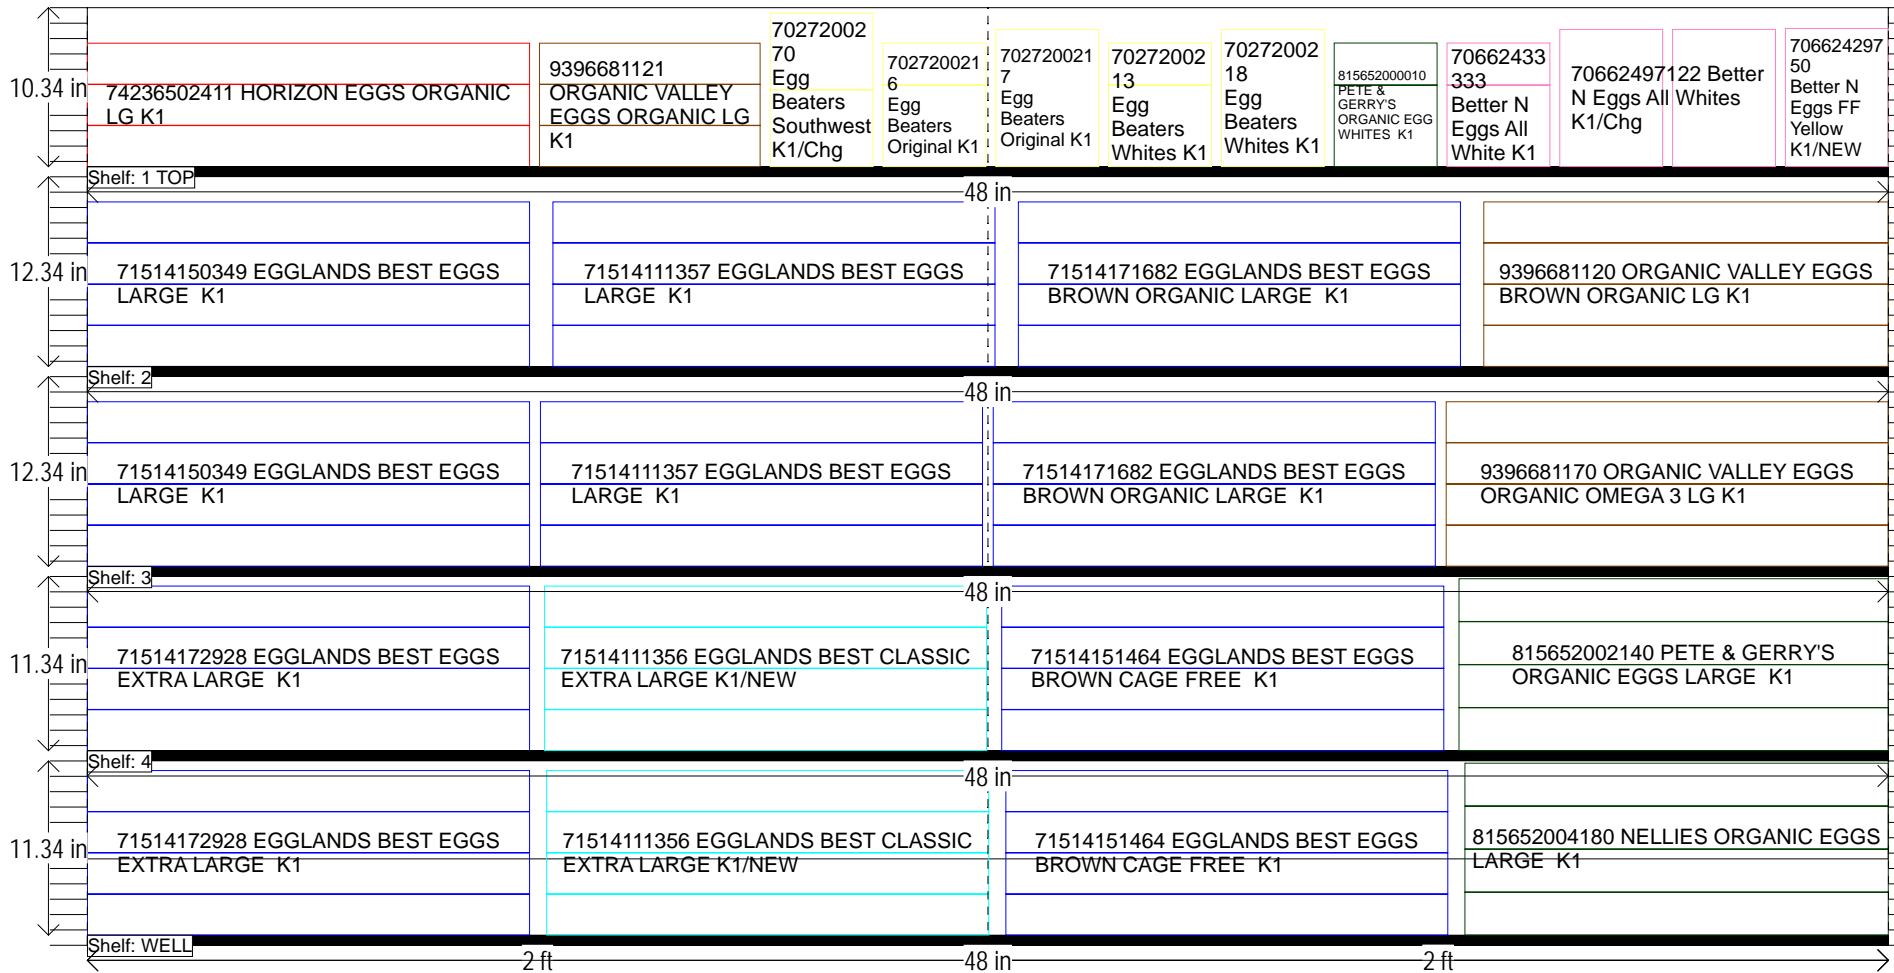 10.34 in
74236502411 HORIZON EGGS ORGANIC
LG K1
9396681121
ORGANIC VALLEY
EGGS ORGANIC LG
K1
70272002
70
Egg
Beaters
Southwest
K1/Chg
702720021
6
Egg
Beaters
Original K1
702720021
7
Egg
Beaters
Original K1
70272002
13
Egg
Beaters
Whites K1
70272002
18
Egg
Beaters
Whites K1
815652000010
PETE &
GERRY'S
ORGANIC EGG
WHITES  K1
70662433
333
Better N
Eggs All
White K1
70662497122 Better
N Eggs All Whites
K1/Chg
706624297
50
Better N
Eggs FF
Yellow
K1/NEW
Shelf: 1 TOP
48 in
12.34 in
71514150349 EGGLANDS BEST EGGS
LARGE  K1
71514111357 EGGLANDS BEST EGGS
LARGE  K1
71514171682 EGGLANDS BEST EGGS
BROWN ORGANIC LARGE  K1
9396681120 ORGANIC VALLEY EGGS
BROWN ORGANIC LG K1
Shelf: 2
48 in
12.34 in
71514150349 EGGLANDS BEST EGGS
LARGE  K1
71514111357 EGGLANDS BEST EGGS
LARGE  K1
71514171682 EGGLANDS BEST EGGS
BROWN ORGANIC LARGE  K1
9396681170 ORGANIC VALLEY EGGS
ORGANIC OMEGA 3 LG K1
Shelf: 3
48 in
11.34 in
71514172928 EGGLANDS BEST EGGS
EXTRA LARGE  K1
71514111356 EGGLANDS BEST CLASSIC
EXTRA LARGE K1/NEW
71514151464 EGGLANDS BEST EGGS
BROWN CAGE FREE  K1
815652002140 PETE & GERRY'S
ORGANIC EGGS LARGE  K1
Shelf: 4
48 in
11.34 in
71514172928 EGGLANDS BEST EGGS
EXTRA LARGE  K1
71514111356 EGGLANDS BEST CLASSIC
EXTRA LARGE K1/NEW
71514151464 EGGLANDS BEST EGGS
BROWN CAGE FREE  K1
815652004180 NELLIES ORGANIC EGGS
LARGE  K1
Shelf: WELL
2 ft
48 in
2 ft